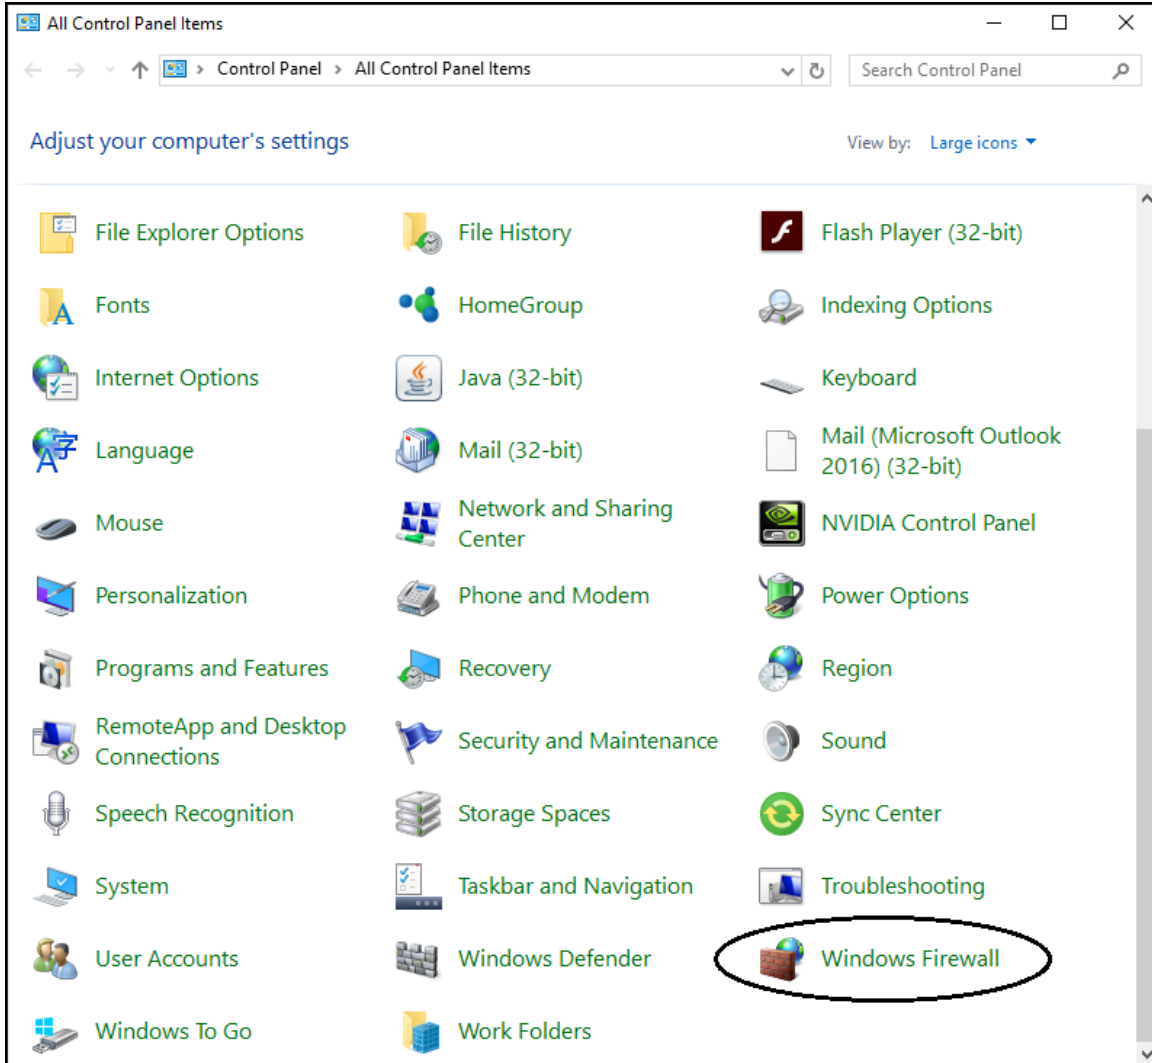 All Control Panel Items
Control Panel > All Control Panel Items
Search Control Panel
Adjust your computer's settings
View by: Large icons
File Explorer Options
File History
Flash Player (32-bit)
Fonts
HomeGroup
Indexing Options
Internet Options
Java (32-bit)
Keyboard
Language
Mail (32-bit)
Mail (Microsoft Outlook
2016) (32-bit)
Mouse
Network and Sharing
Center
NVIDIA Control Panel
Personalization
Phone and Modem
Power Options
Programs and Features
Recovery
Region
RemoteApp and Desktop
Connections
Security and Maintenance
Sound
Speech Recognition
Storage Spaces
Sync Center
System
Taskbar and Navigation
Troubleshooting
User Accounts
Windows Defender
Windows Firewall
Windows To Go
Work Folders